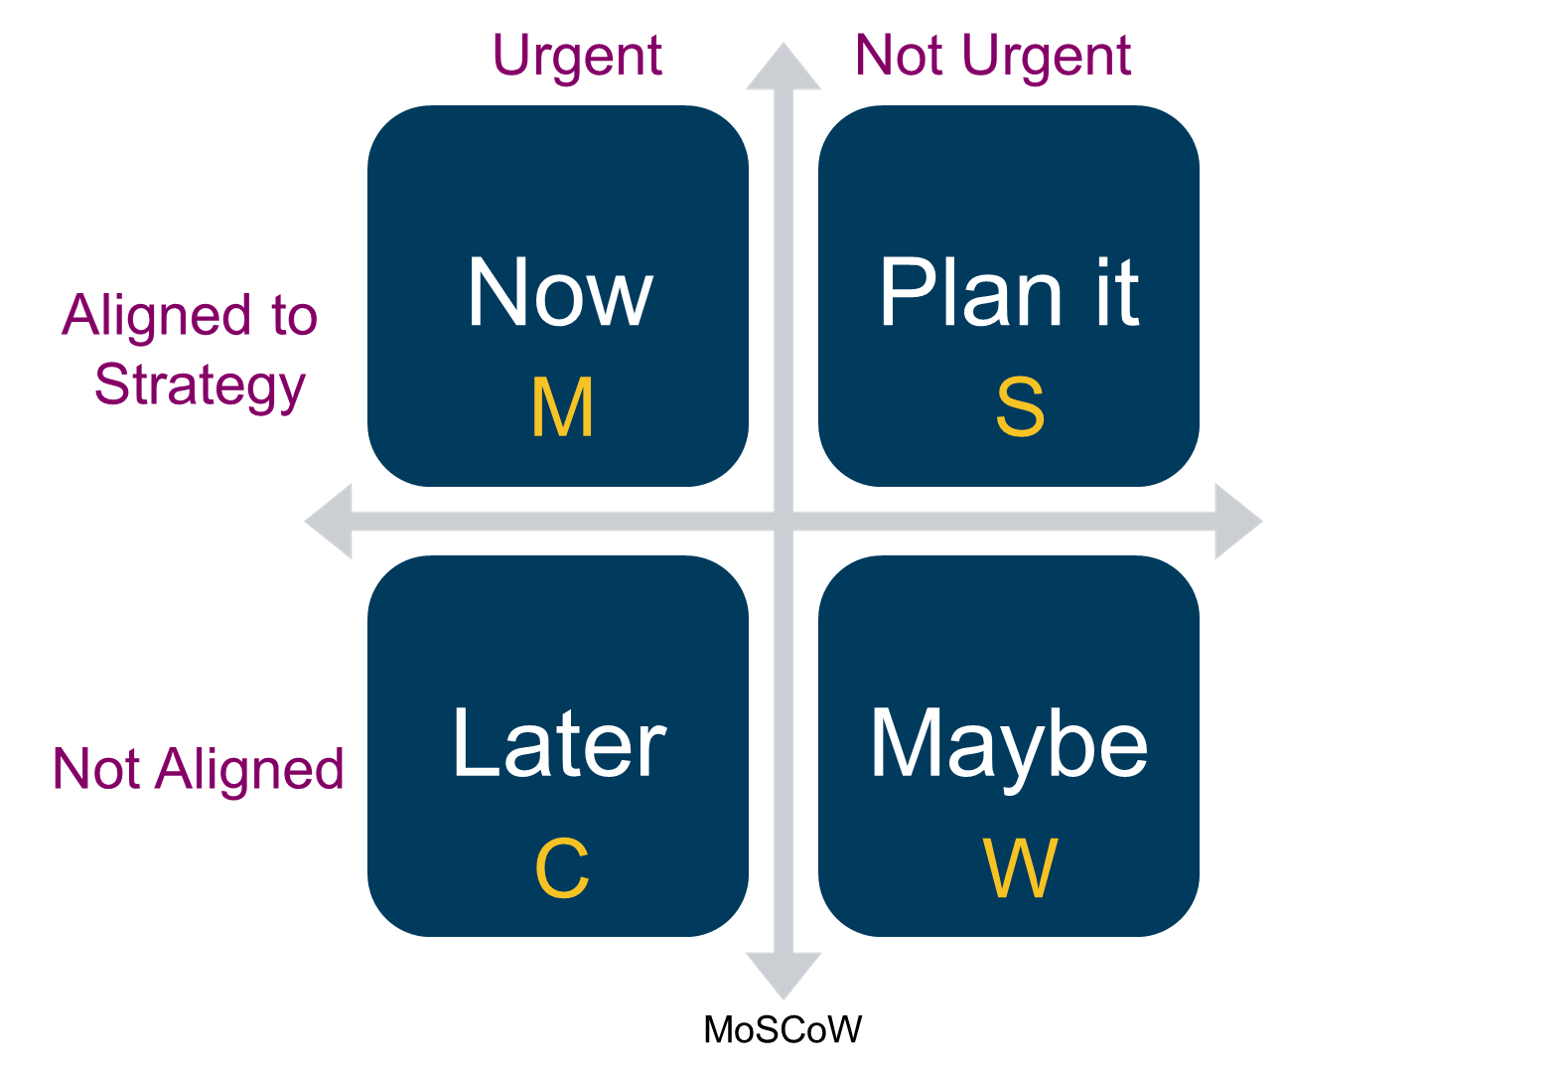 Urgent
Not Urgent
Aligned to
Strategy
Now
M
Plan it
S
Not Aligned
Later
C
Maybe
W
MoSCoW